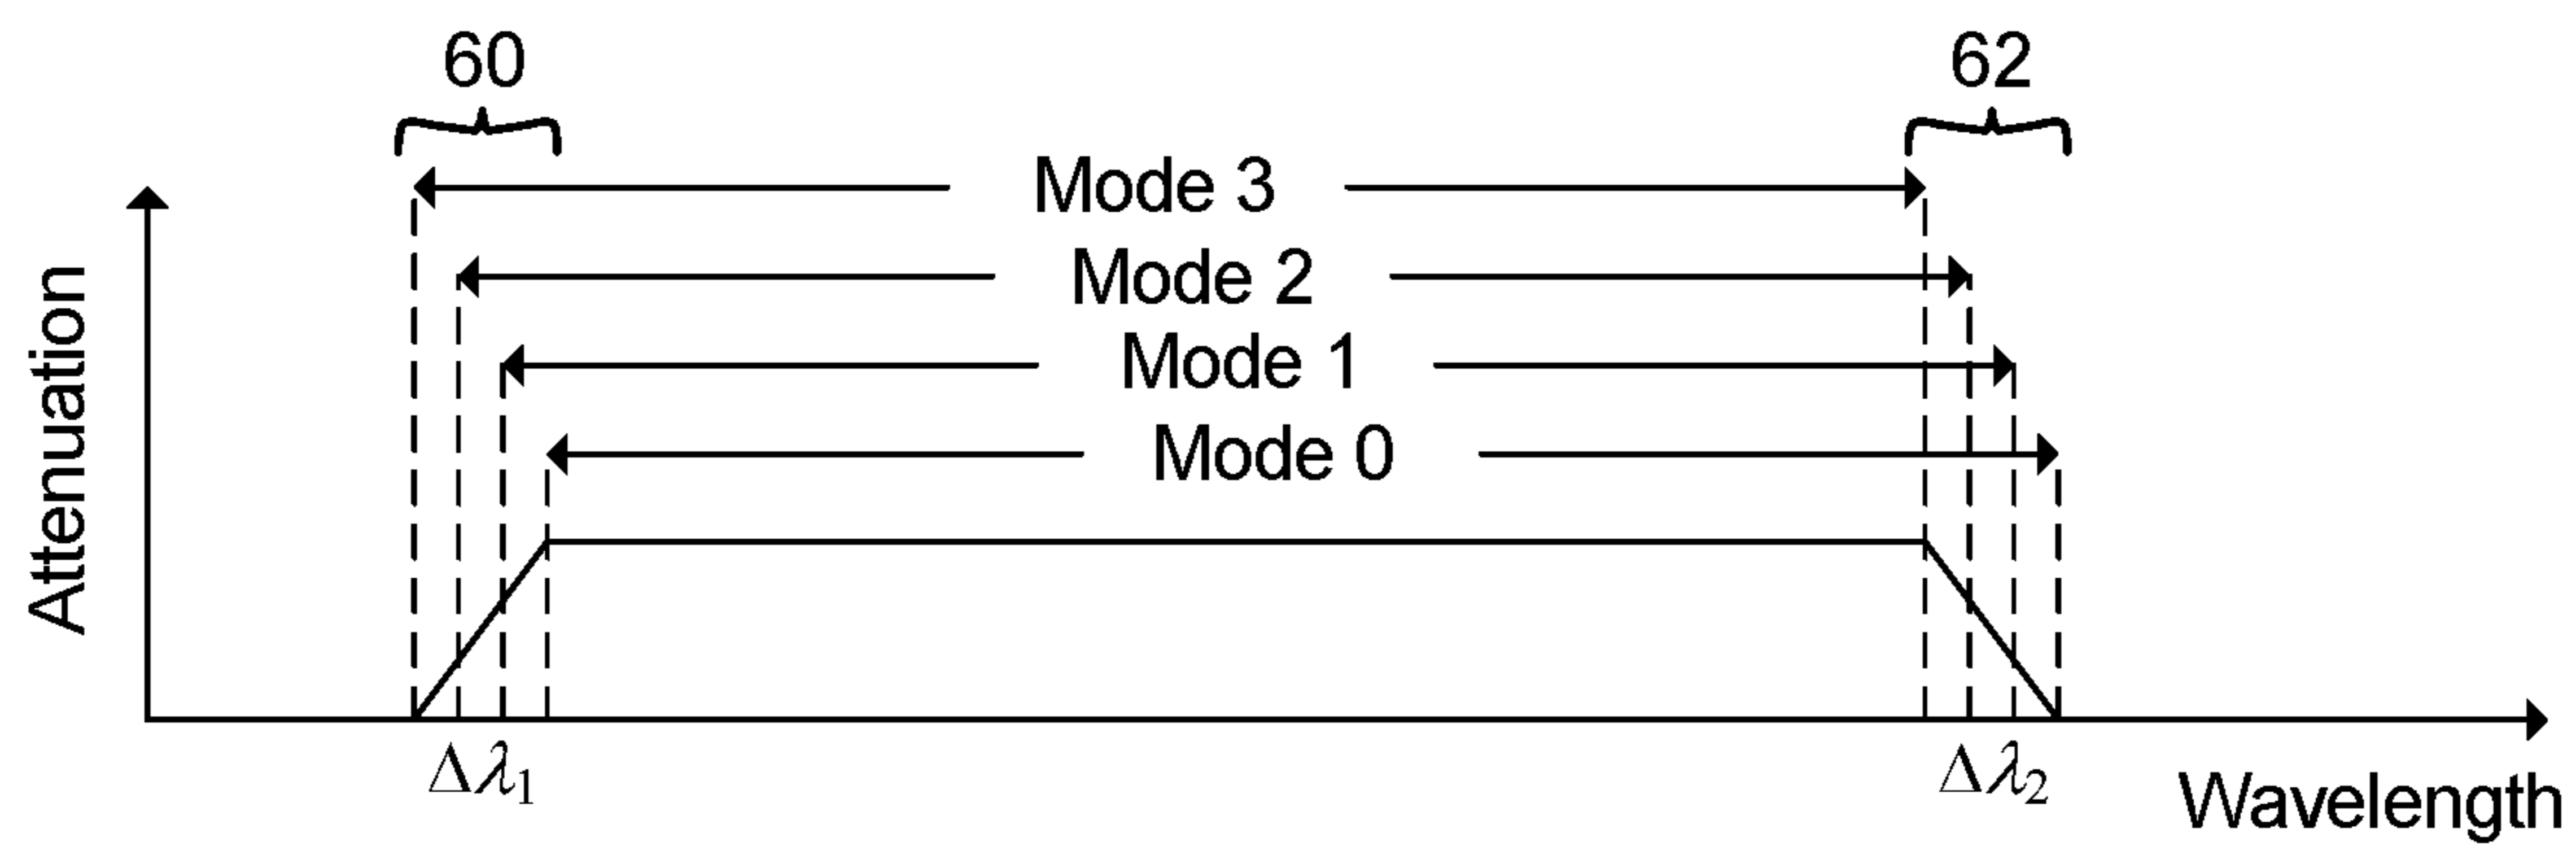 60
62
Mode 3
Mode 2
Mode 1
Mode 0
Attenuation
Δλ1
Δλ2
Wavelength